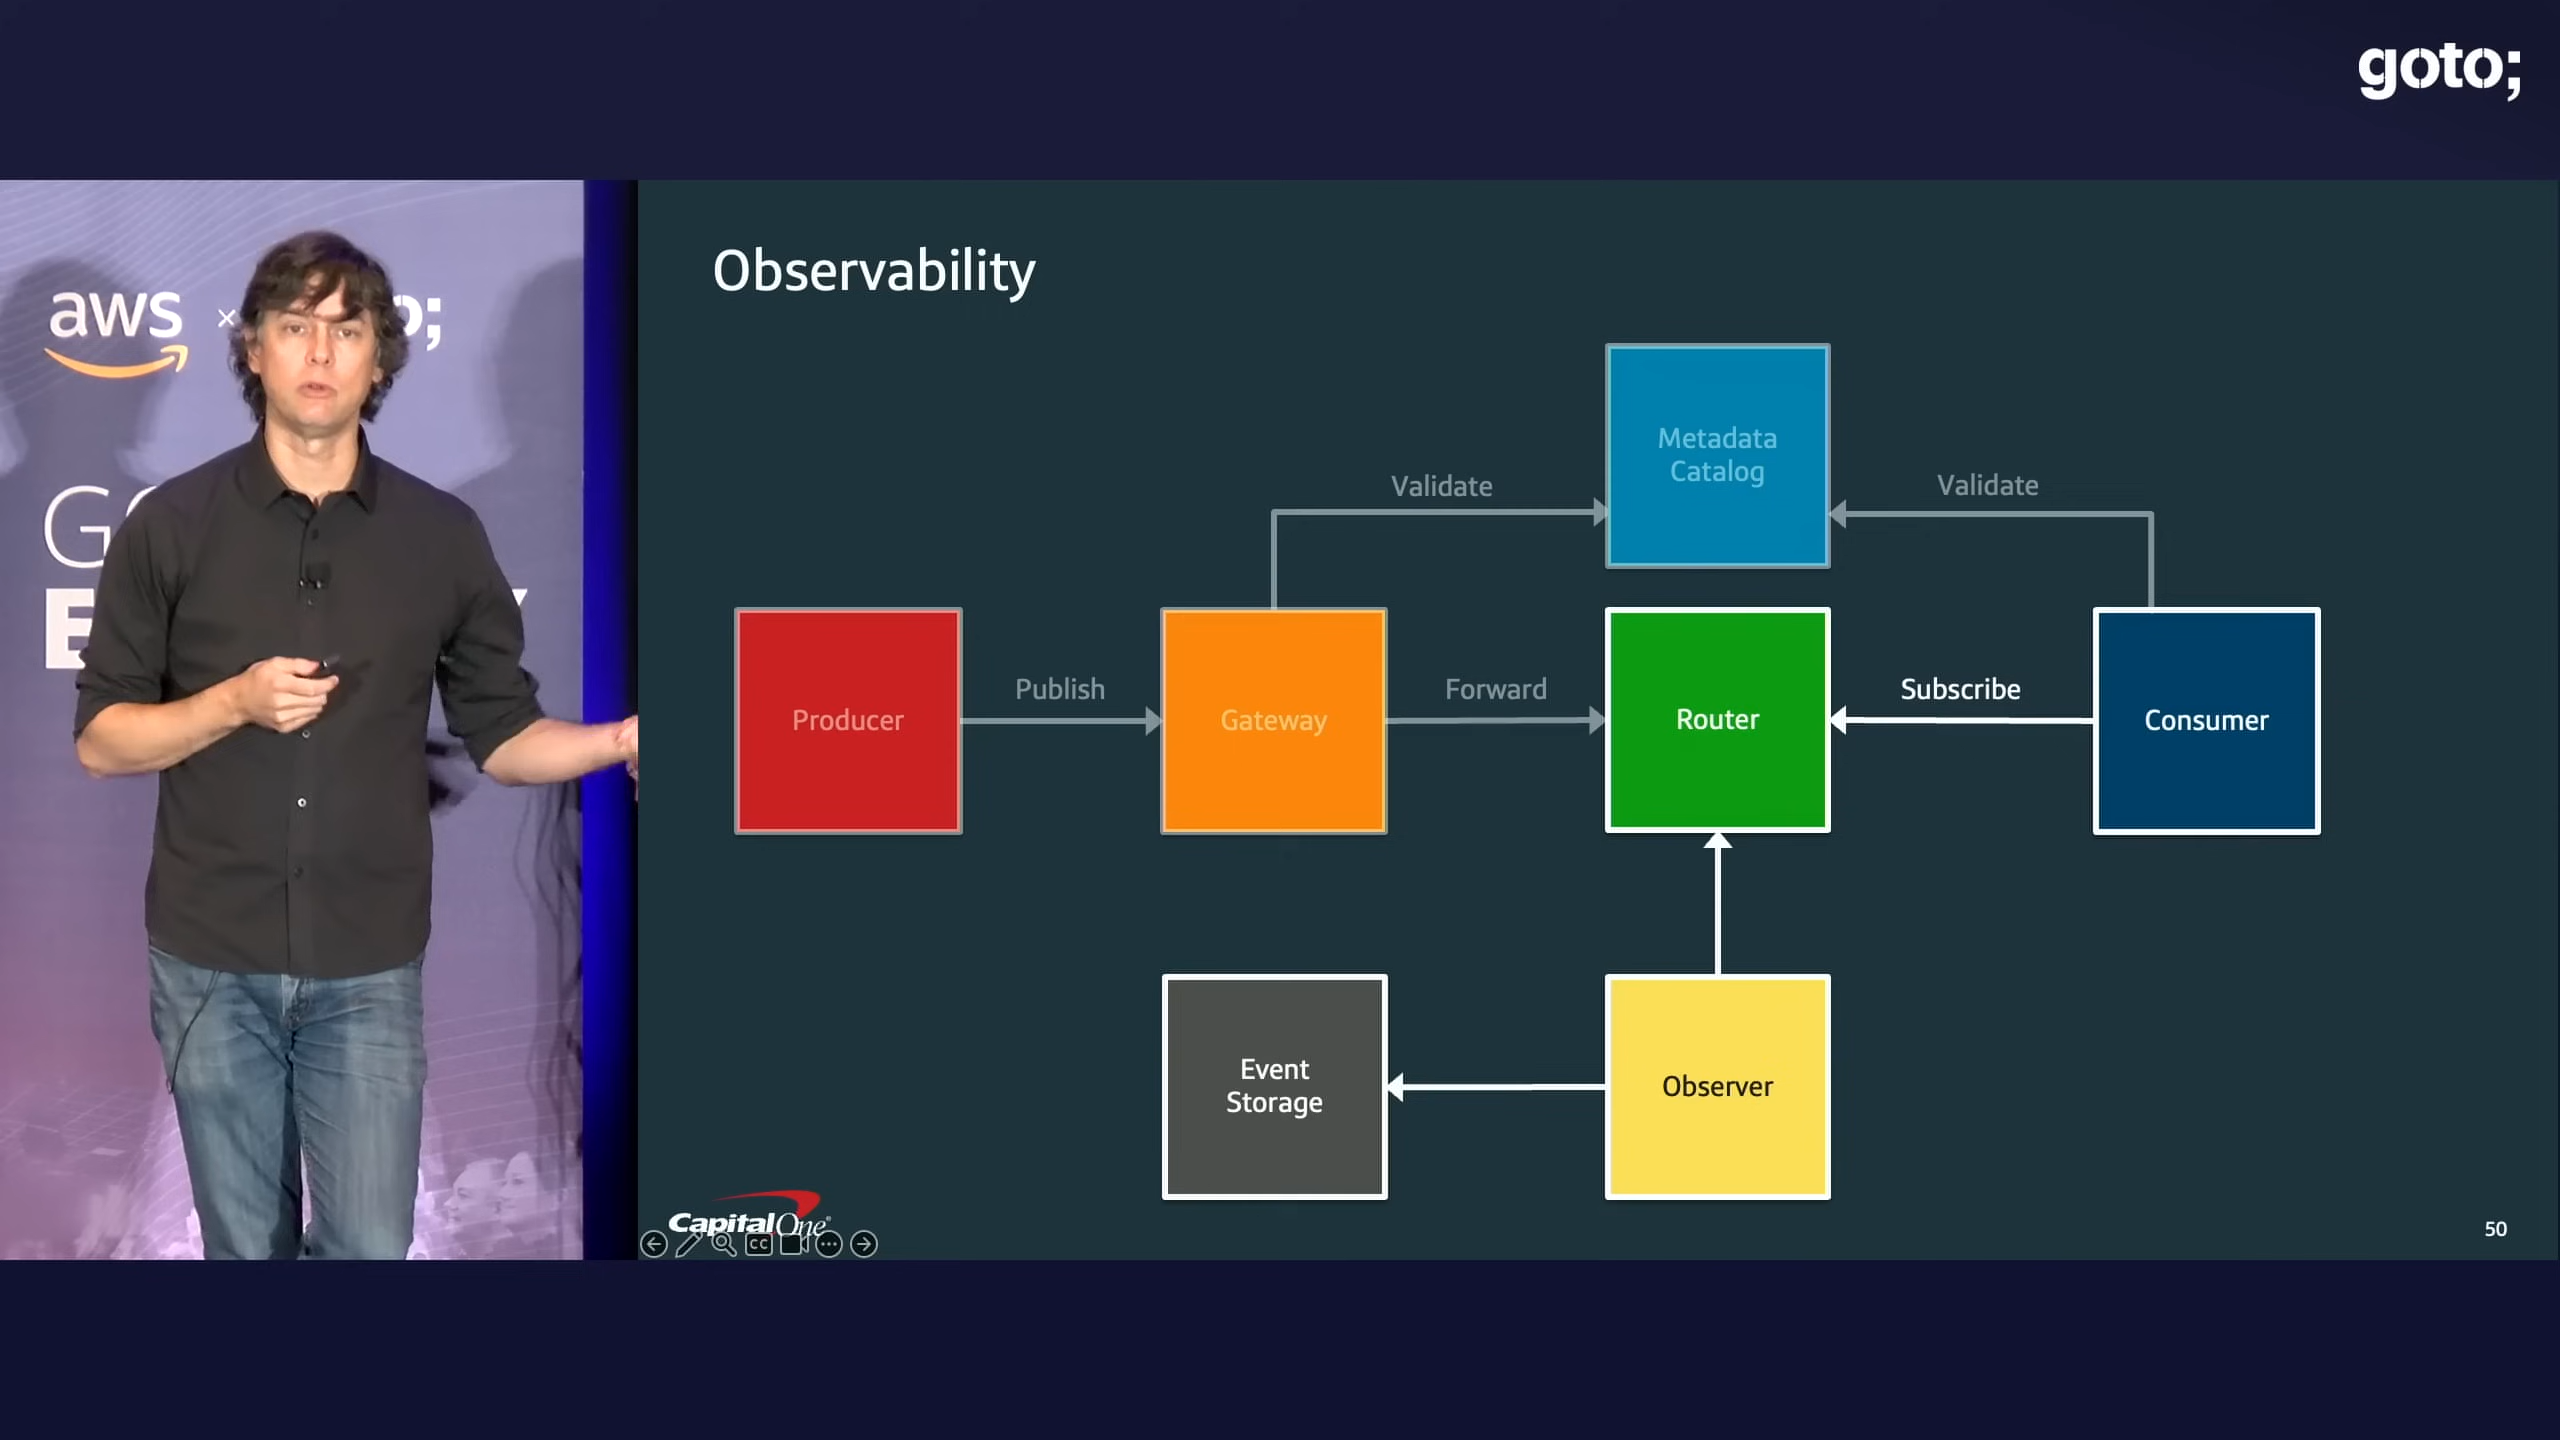 goto;
aws
×
o;
G
E
Observability
Metadata
Catalog
Validate
Validate
Producer
Publish
Gateway
Forward
Router
Subscribe
Consumer
Event
Storage
Observer
Capital One
CC
50